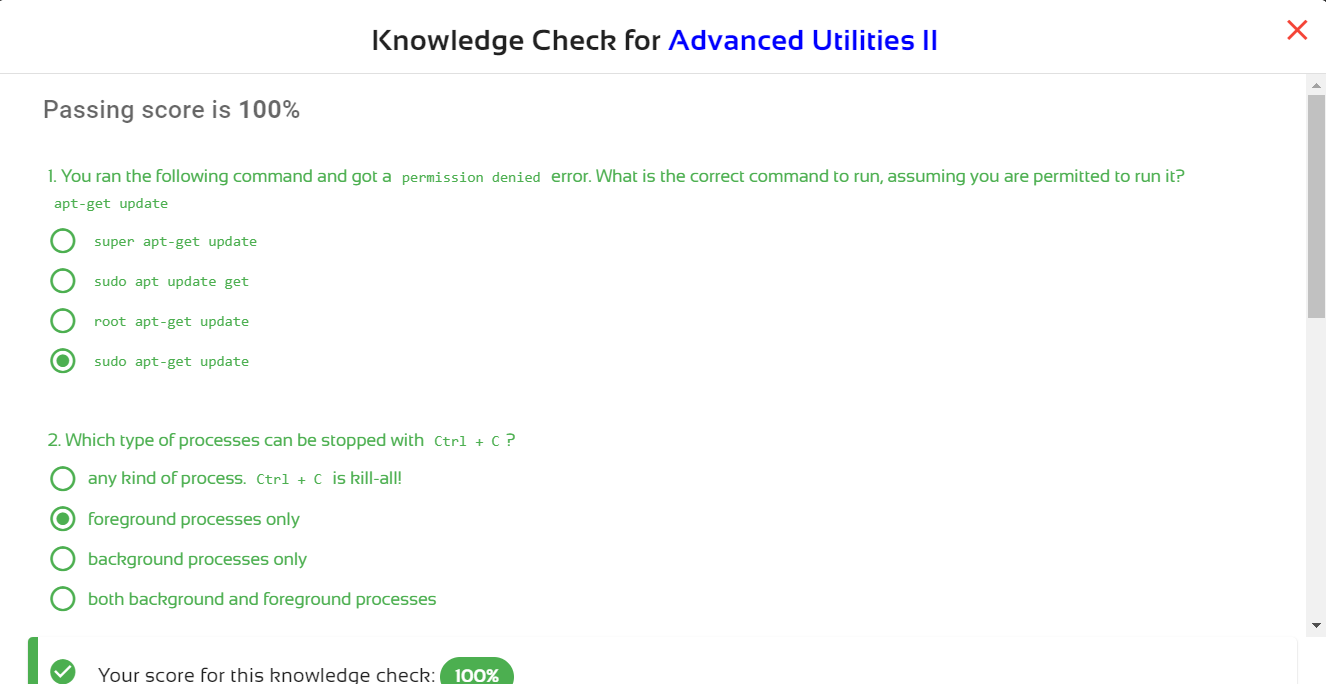 Knowledge Check for Advanced Utilities II
Passing score is 100%
1. You ran the following command and got a permission denied error. What is the correct command to run, assuming you are permitted to run it?
apt-get update
super apt-get update
sudo apt update get
root apt-get update
sudo apt-get update
2. Which type of processes can be stopped with Ctrl + C ?
any kind of process. Ctrl + C is kill-all!
foreground processes only
background processes only
both background and foreground processes
Your score for this knowledge check: 100%